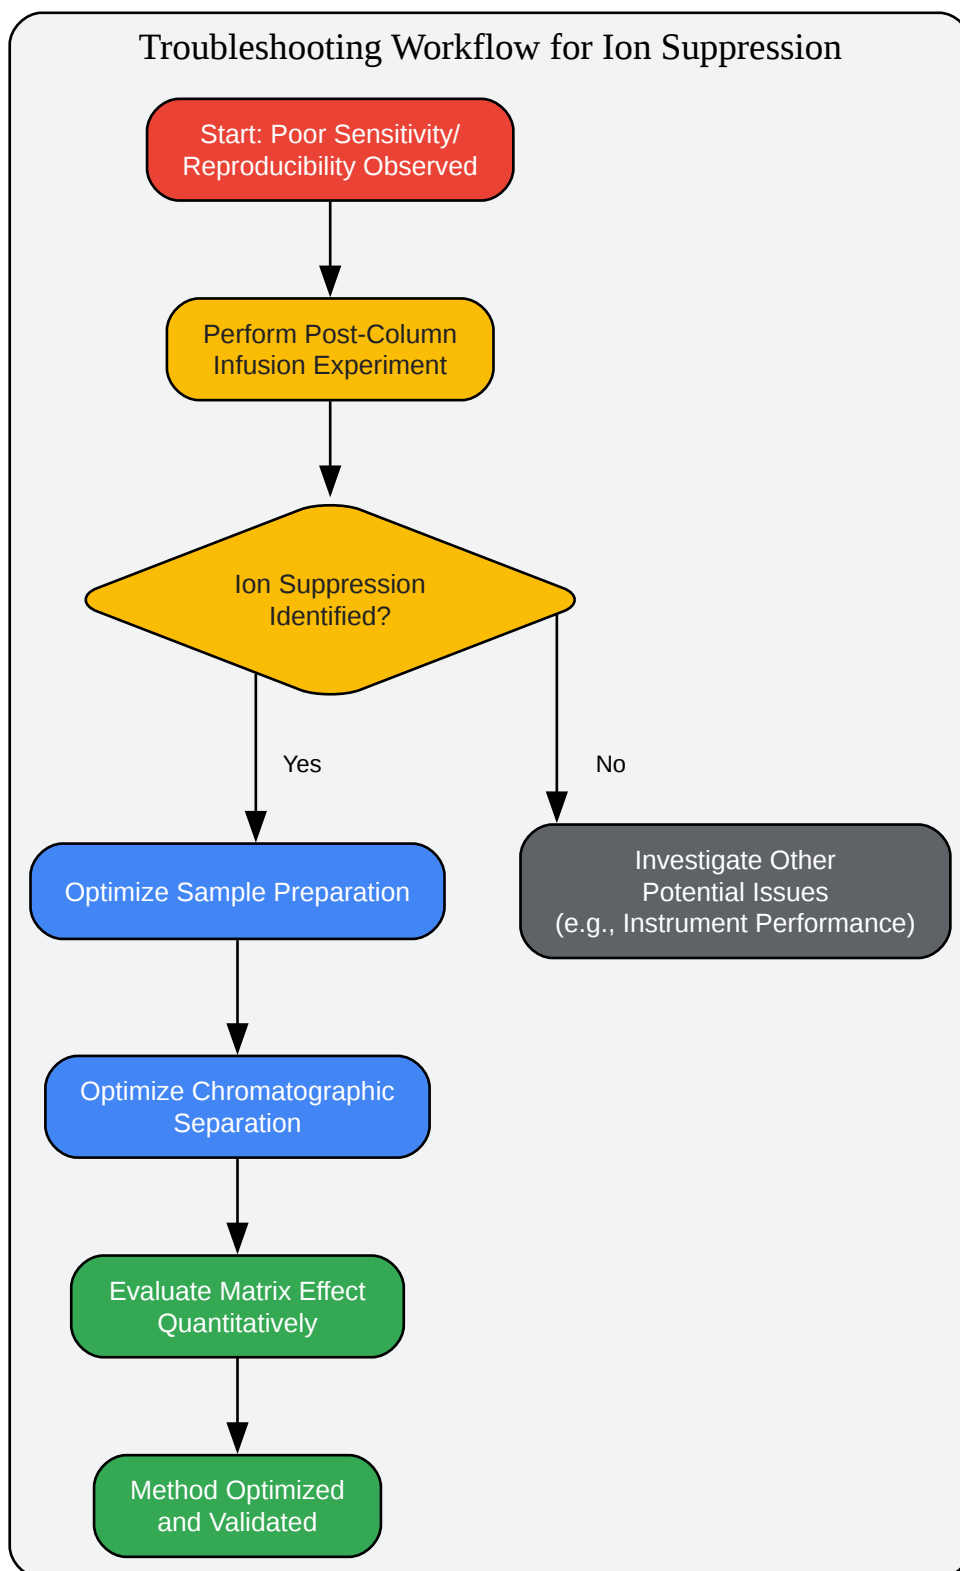 Troubleshooting Workflow for Ion Suppression
Start: Poor Sensitivity/
Reproducibility Observed
Perform Post-Column
Infusion Experiment
Ion Suppression
Identified?
Yes
No
Optimize Sample Preparation
Investigate Other
Potential Issues
(e.g., Instrument Performance)
Optimize Chromatographic
Separation
Evaluate Matrix Effect
Quantitatively
Method Optimized
and Validated